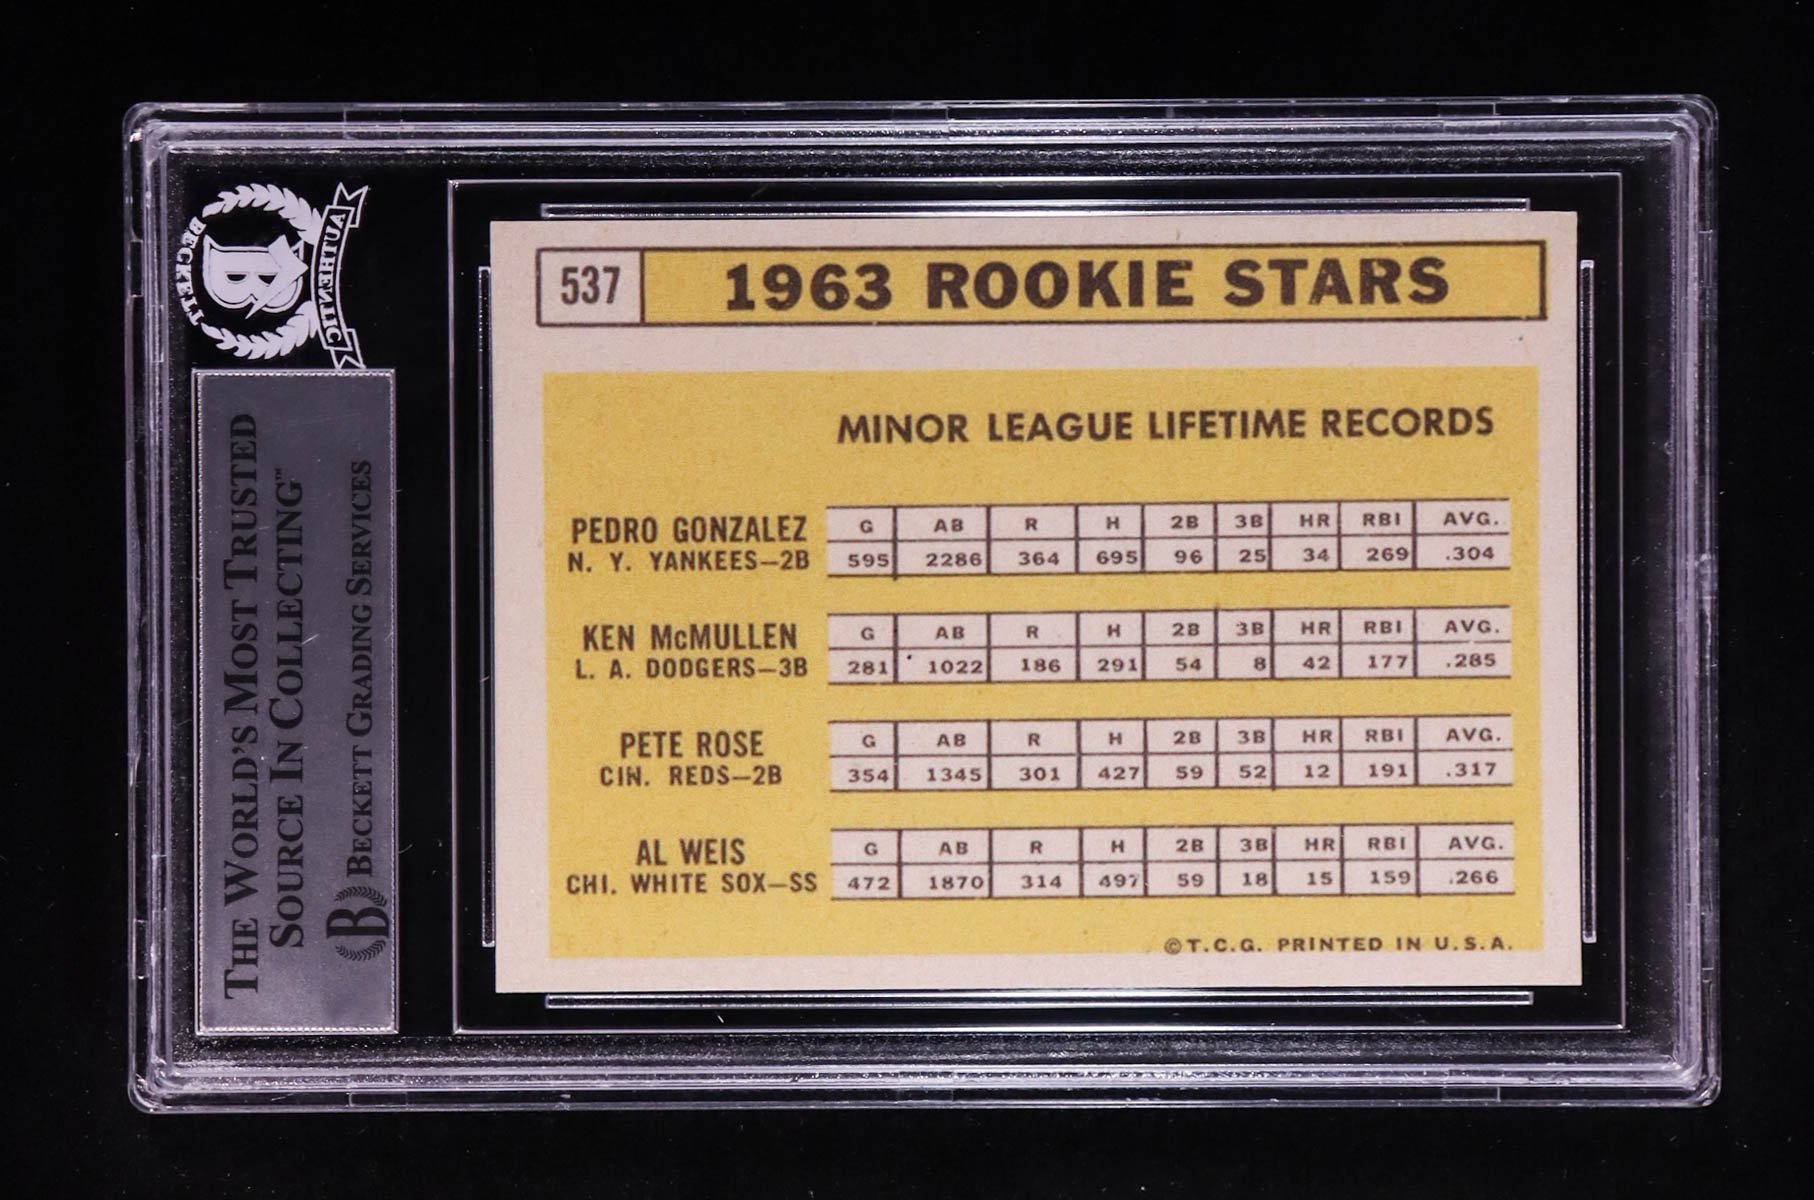 BECKETT
AUTHENTIC
B
THE WORLD'S MOST TRUSTED
SOURCE IN COLLECTING™
B BECKETT GRADING SERVICES
537 1963 ROOKIE STARS
MINOR LEAGUE LIFETIME RECORDS
PEDRO GONZALEZ G AB R H 2B 3B HR RBI AVG.
N. Y. YANKEES—2B 595 2286 364 695 96 25 34 269 .304
KEN McMULLEN G AB R H 2B 3B HR RBI AVG.
L. A. DODGERS—3B 281 1022 186 291 54 8 42 177 .285
PETE ROSE G AB R H 2B 3B HR RBI AVG.
CIN. REDS—2B 354 1345 301 427 59 52 12 191 .317
AL WEIS G AB R H 2B 3B HR RBI AVG.
CHI. WHITE SOX—SS 472 1870 314 497 59 18 15 159 .266
©T.C.G. PRINTED IN U.S.A.